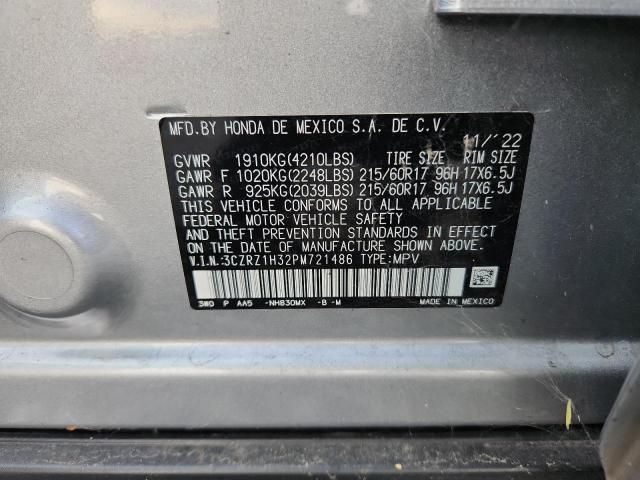 MFD.BY HONDA DE MEXICO S.A. DE C.V.
11/'22
GVWR 1910KG(4210LBS) TIRE SIZE RIM SIZE
GAWR F 1020KG(2248LBS) 215/60R17 96H 17X6.5J
GAWR R 925KG(2039LBS) 215/60R17 96H 17X6.5J
THIS VEHICLE CONFORMS TO ALL APPLICABLE
FEDERAL MOTOR VEHICLE SAFETY
AND THEFT PREVENTION STANDARDS IN EFFECT
ON THE DATE OF MANUFACTURE SHOWN ABOVE.
V.I.N.:3CZRZ1H32PM721486 TYPE:MPV
3W0 P AA5 -NH830MX -B -M MADE IN MEXICO